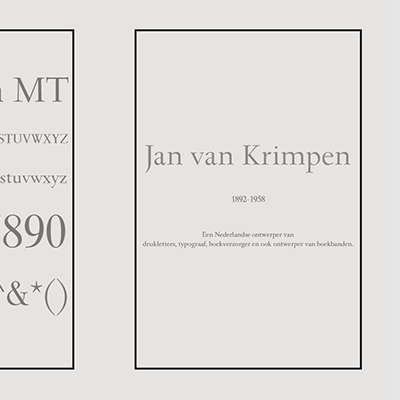 MT
STUVWXYZ
stuvwxyz
890
&*()
Jan van Krimpen
1892-1958
Een Nederlandse ontwerper van
drukletters, typograaf, boekverzorger en ook ontwerper van boekbanden.